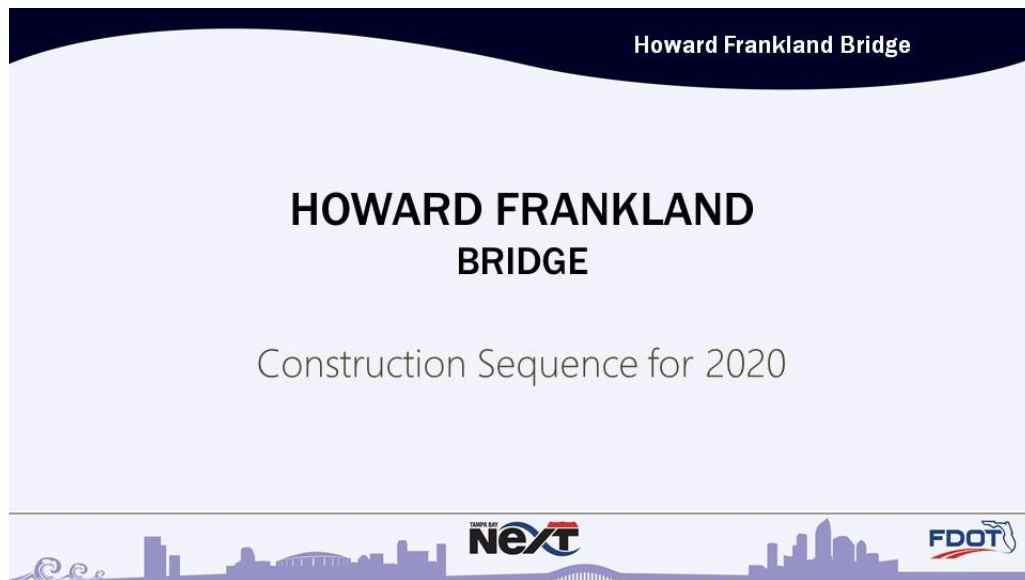 Howard Frankland Bridge
HOWARD FRANKLAND
BRIDGE
Construction Sequence for 2020
TAMPA BAY
NEXT
FDOT